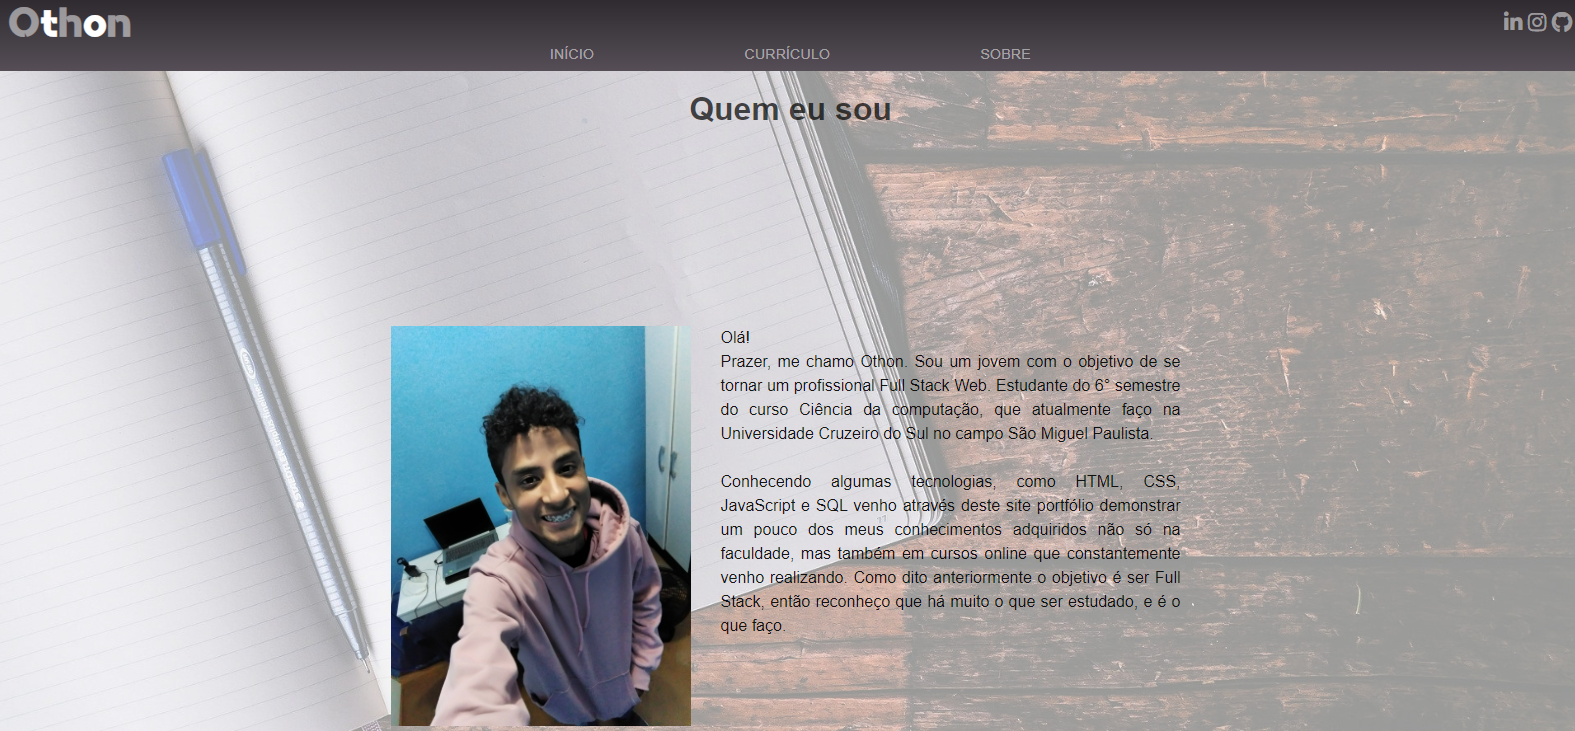 Othon
INÍCIO
CURRÍCULO
SOBRE
Quem eu sou
Olá!
Prazer, me chamo Othon. Sou um jovem com o objetivo de se
tornar um profissional Full Stack Web. Estudante do 6° semestre
do curso Ciência da computação, que atualmente faço na
Universidade Cruzeiro do Sul no campo São Miguel Paulista.
Conhecendo algumas tecnologias, como HTML, CSS,
JavaScript e SQL venho através deste site portfólio demonstrar
um pouco dos meus conhecimentos adquiridos não só na
faculdade, mas também em cursos online que constantemente
venho realizando. Como dito anteriormente o objetivo é ser Full
Stack, então reconheço que há muito o que ser estudado, e é o
que faço.